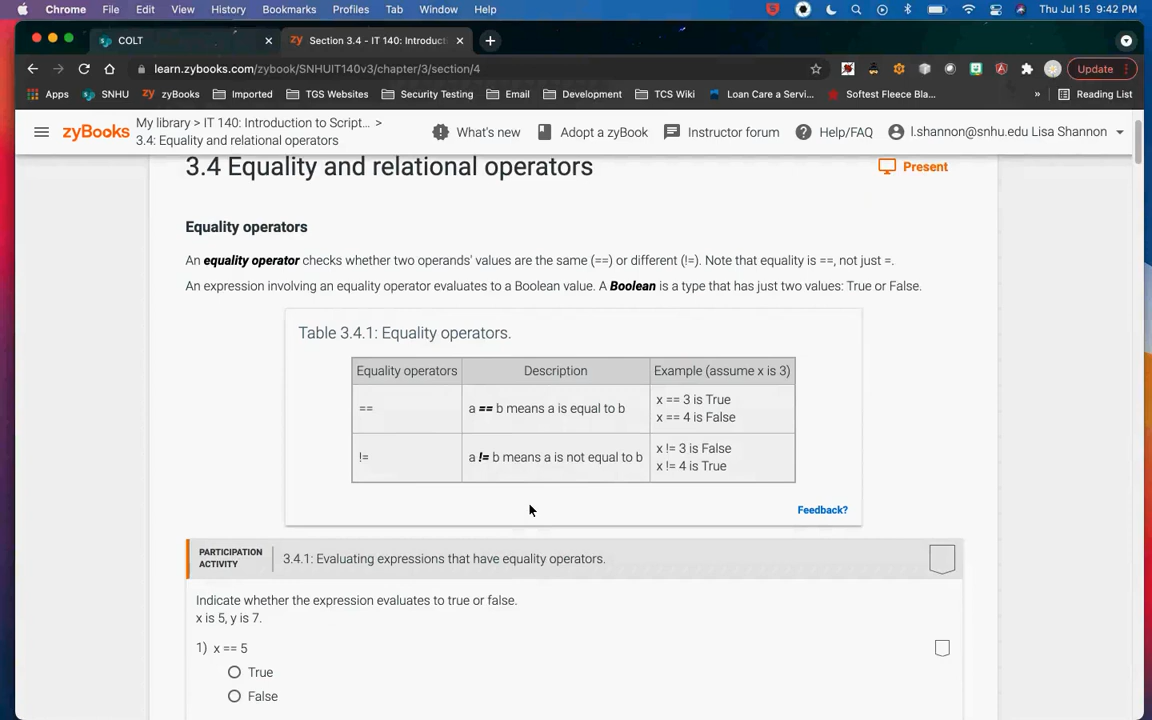 Chrome File Edit View History Bookmarks Profiles Tab Window Help Thu Jul 15 9:42 PM
COLT
zy Section 3.4 - IT 140: Introduct
learn.zybooks.com/zybook/SNHUIT140v3/chapter/3/section/4
Update
Apps SNHU zy zyBooks Imported TGS Websites Security Testing Email Development TCS Wiki Loan Care a Servi... Softest Fleece Bla... » Reading List
zyBooks
My library > IT 140: Introduction to Script... >
3.4: Equality and relational operators
What's new
Adopt a zyBook
Instructor forum
Help/FAQ
l.shannon@snhu.edu Lisa Shannon
3.4 Equality and relational operators
Present
Equality operators
An equality operator checks whether two operands' values are the same (==) or different (!=). Note that equality is ==, not just =.
An expression involving an equality operator evaluates to a Boolean value. A Boolean is a type that has just two values: True or False.
Table 3.4.1: Equality operators.
Equality operators Description Example (assume x is 3)
== a == b means a is equal to b x == 3 is True
x == 4 is False
!= a != b means a is not equal to b x != 3 is False
x != 4 is True
Feedback?
PARTICIPATION
ACTIVITY
3.4.1: Evaluating expressions that have equality operators.
Indicate whether the expression evaluates to true or false.
x is 5, y is 7.
1) x == 5
True
False